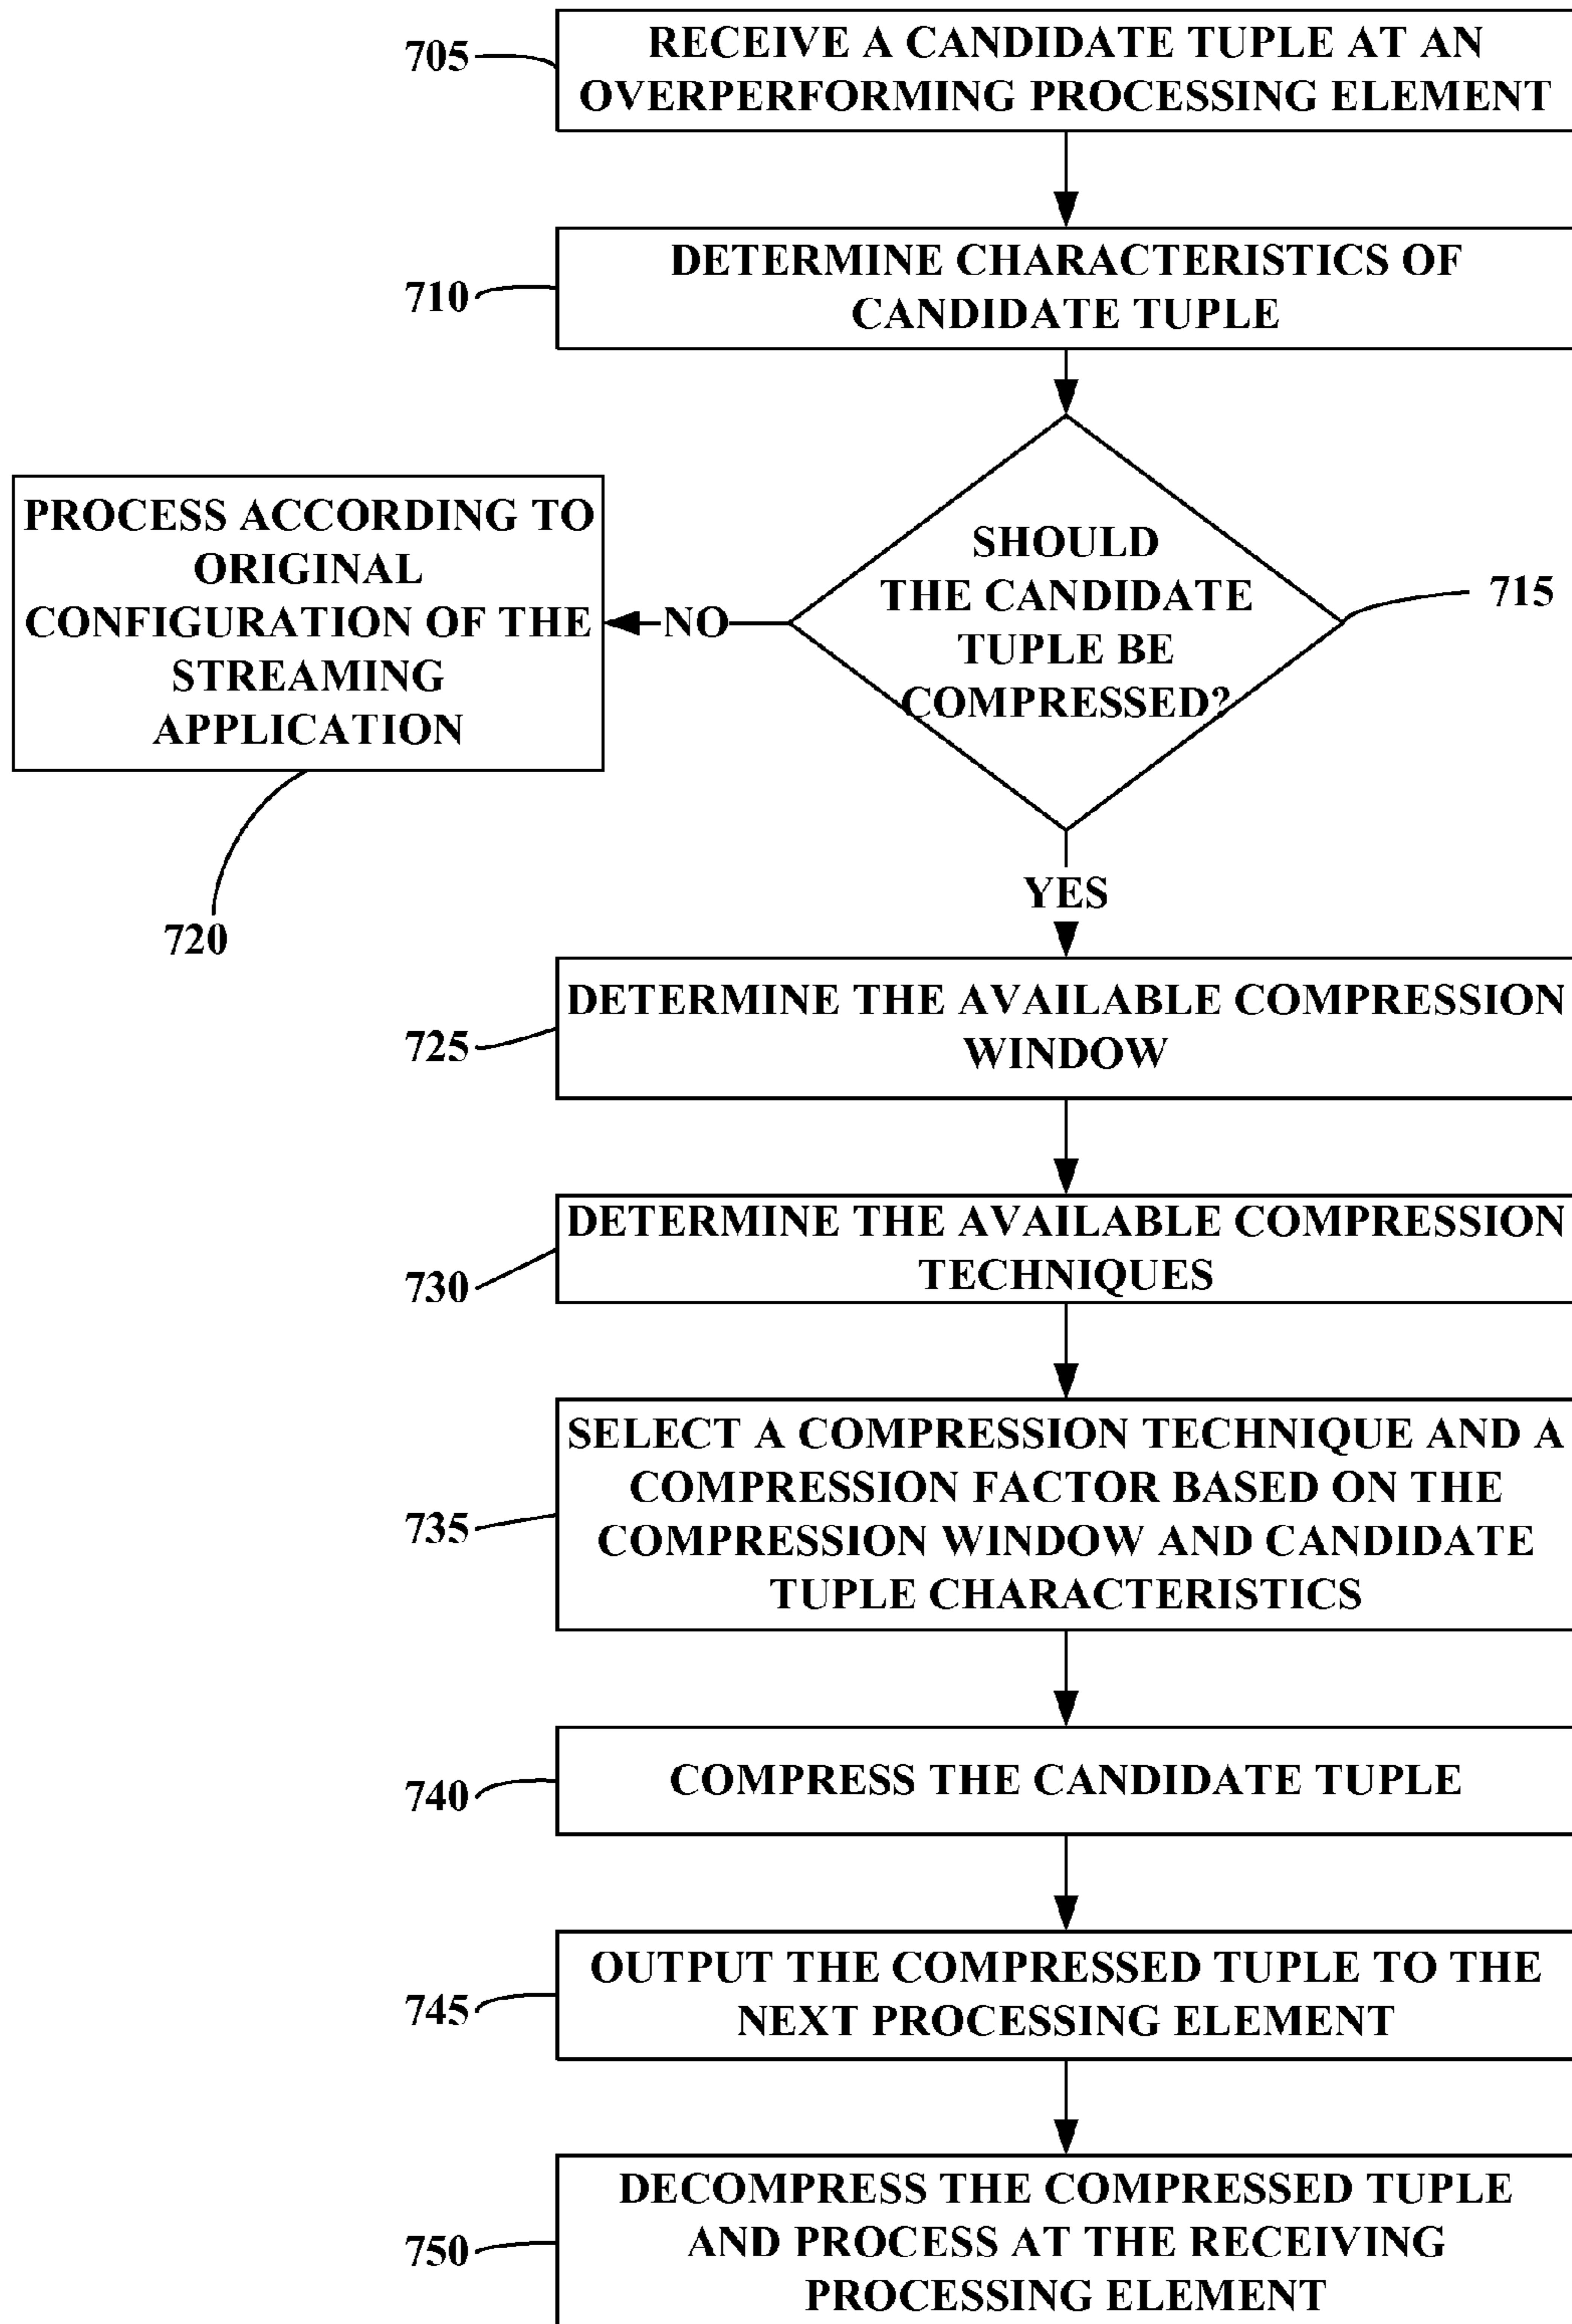 705
RECEIVE A CANDIDATE TUPLE AT AN
OVERPERFORMING PROCESSING ELEMENT
710
DETERMINE CHARACTERISTICS OF
CANDIDATE TUPLE
SHOULD
THE CANDIDATE
TUPLE BE
COMPRESSED?
715
NO
PROCESS ACCORDING TO
ORIGINAL
CONFIGURATION OF THE
STREAMING
APPLICATION
720
YES
725
DETERMINE THE AVAILABLE COMPRESSION
WINDOW
730
DETERMINE THE AVAILABLE COMPRESSION
TECHNIQUES
735
SELECT A COMPRESSION TECHNIQUE AND A
COMPRESSION FACTOR BASED ON THE
COMPRESSION WINDOW AND CANDIDATE
TUPLE CHARACTERISTICS
740
COMPRESS THE CANDIDATE TUPLE
745
OUTPUT THE COMPRESSED TUPLE TO THE
NEXT PROCESSING ELEMENT
750
DECOMPRESS THE COMPRESSED TUPLE
AND PROCESS AT THE RECEIVING
PROCESSING ELEMENT